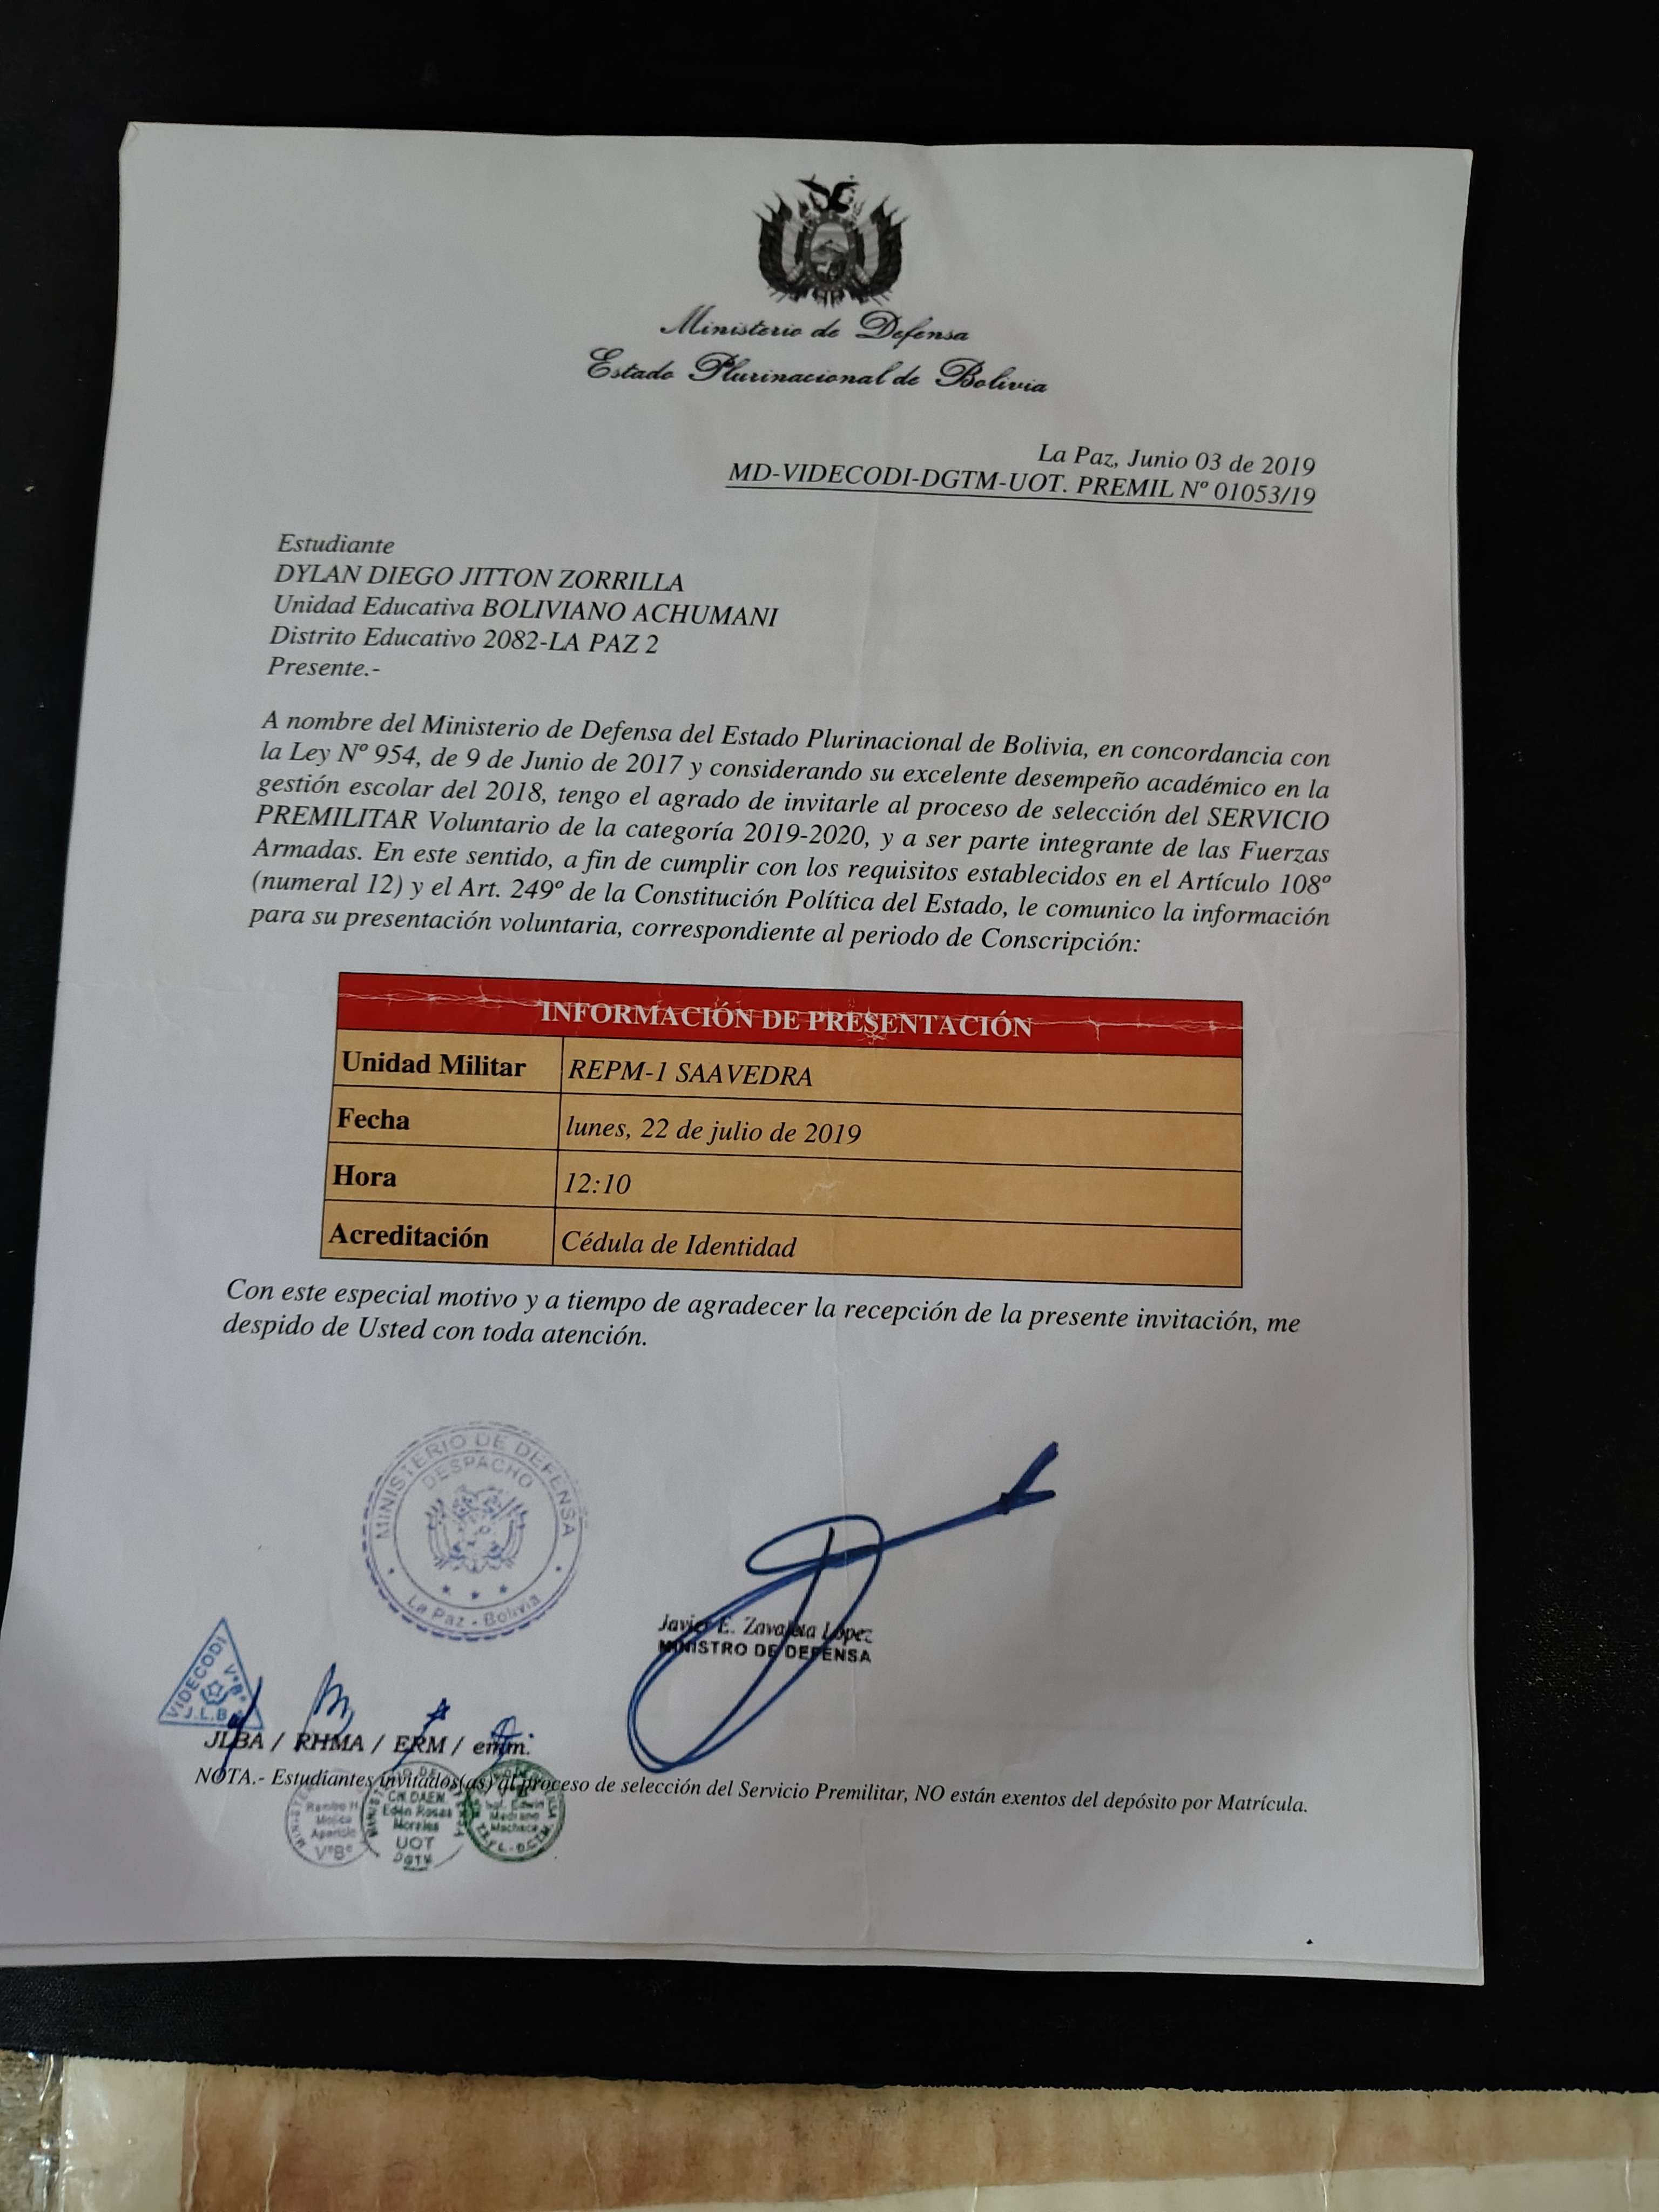 Ministerio de Defensa
Estado Plurinacional de Bolivia
La Paz, Junio 03 de 2019
MD-VIDECODI-DGTM-UOT. PREMIL Nº 01053/19
Estudiante
DYLAN DIEGO JITTON ZORRILLA
Unidad Educativa BOLIVIANO ACHUMANI
Distrito Educativo 2082-LA PAZ 2
Presente.-
A nombre del Ministerio de Defensa del Estado Plurinacional de Bolivia, en concordancia con
la Ley Nº 954, de 9 de Junio de 2017 y considerando su excelente desempeño académico en la
gestión escolar del 2018, tengo el agrado de invitarle al proceso de selección del SERVICIO
PREMILITAR Voluntario de la categoría 2019-2020, y a ser parte integrante de las Fuerzas
Armadas. En este sentido, a fin de cumplir con los requisitos establecidos en el Artículo 108º
(numeral 12) y el Art. 249º de la Constitución Política del Estado, le comunico la información
para su presentación voluntaria, correspondiente al periodo de Conscripción:
INFORMACIÓN DE PRESENTACIÓN
Unidad Militar REPM-1 SAAVEDRA
Fecha lunes, 22 de julio de 2019
Hora 12:10
Acreditación Cédula de Identidad
Con este especial motivo y a tiempo de agradecer la recepción de la presente invitación, me
despido de Usted con toda atención.
MINISTERIO DE DEFENSA
DESPACHO
La Paz - Bolivia
Javier E. Zavaleta López
MINISTRO DE DEFENSA
VIDECODI
VºBº
J.L.B.
JLBA / RHMA / ERM / emm.
NOTA.- Estudiantes invitados(as) al proceso de selección del Servicio Premilitar, NO están exentos del depósito por Matrícula.
Ramiro H.
Mojica
Aparicio
VºBº
CN. DAEN.
Edán Rosas
Morales
UOT
DGTM
Edwin
Medrano
Machaca